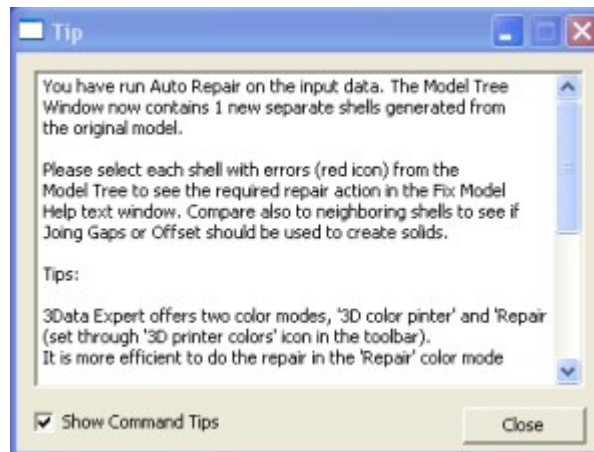 Tip
You have run Auto Repair on the input data. The Model Tree
Window now contains 1 new separate shells generated from
the original model.
Please select each shell with errors (red icon) from the
Model Tree to see the required repair action in the Fix Model
Help text window. Compare also to neighboring shells to see if
Joing Gaps or Offset should be used to create solids.
Tips:
3Data Expert offers two color modes, '3D color pinter' and 'Repair
(set through '3D printer colors' icon in the toolbar).
It is more efficient to do the repair in the 'Repair' color mode
Show Command Tips
Close